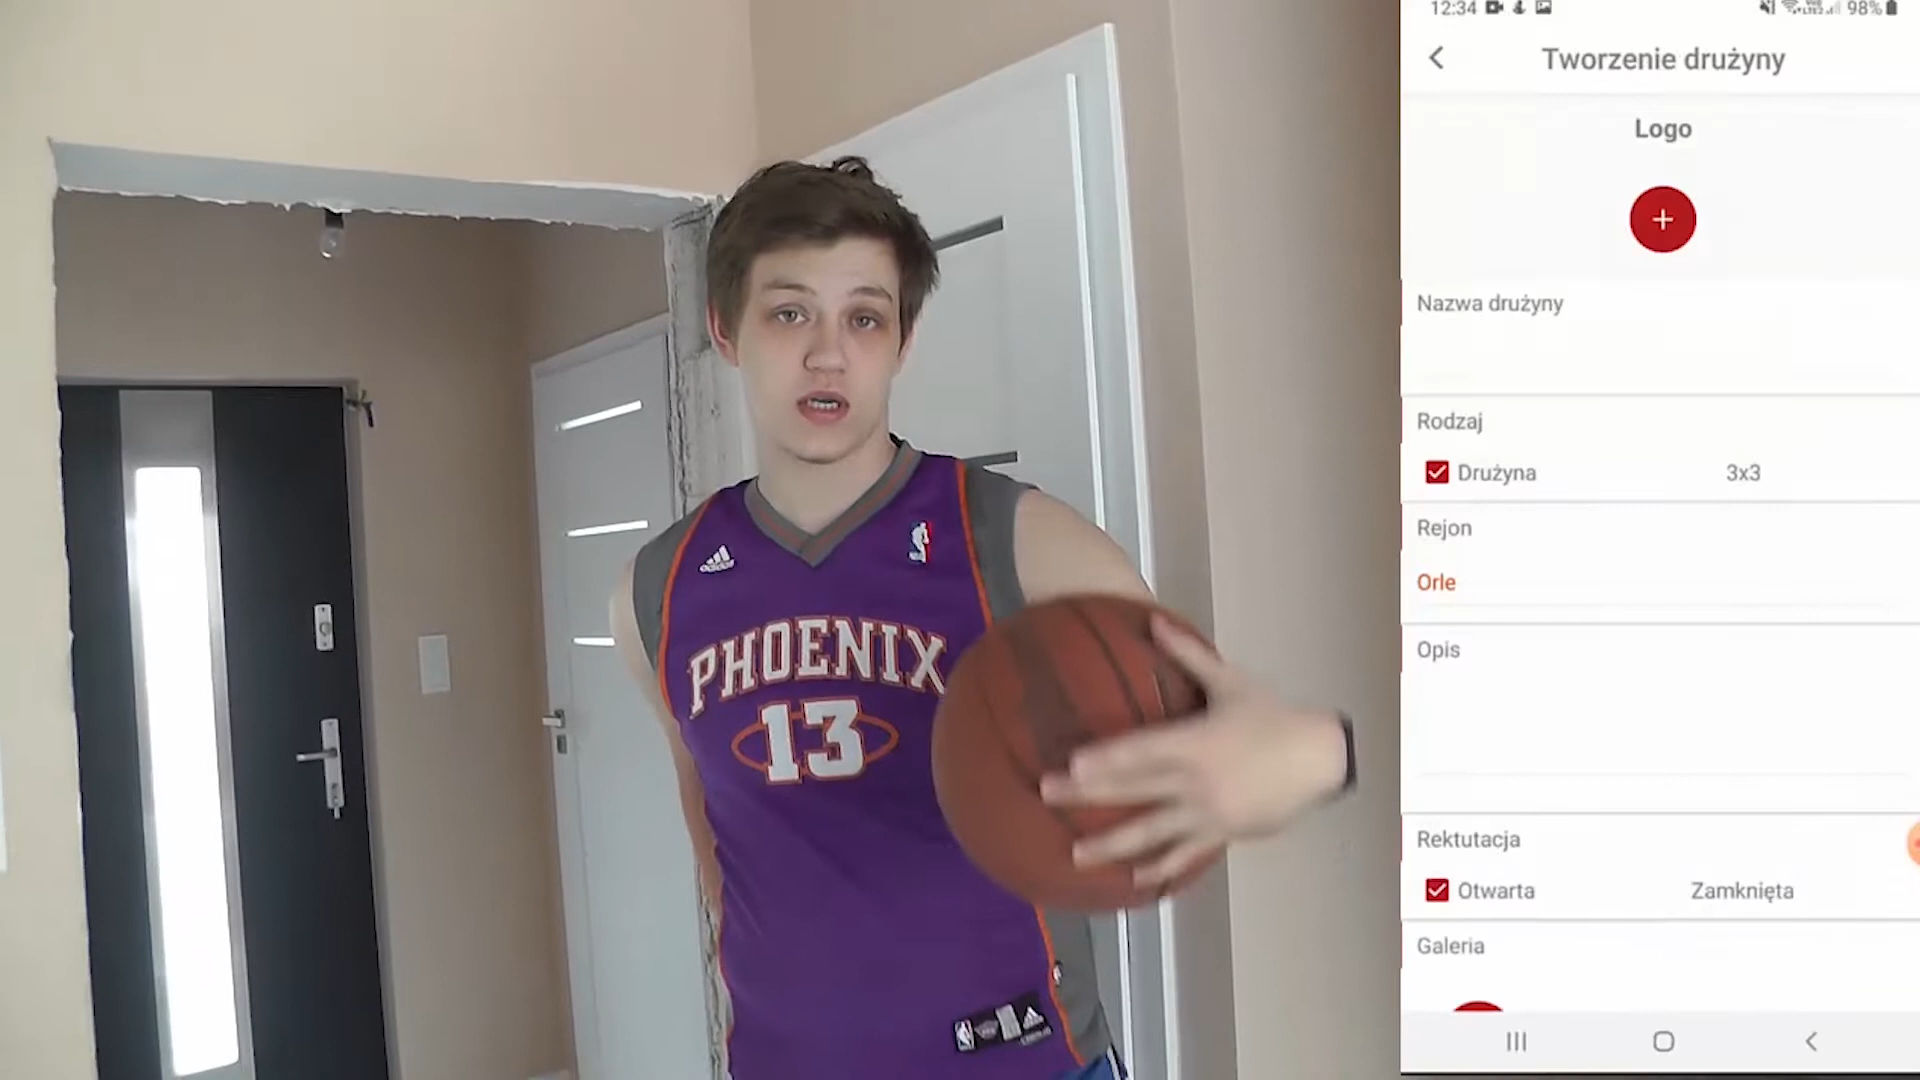 adidas
PHOENIX
13
12:34 98%
Tworzenie drużyny
Logo
Nazwa drużyny
Rodzaj
Drużyna 3x3
Rejon
Orle
Opis
Rektutacja
Otwarta Zamknięta
Galeria